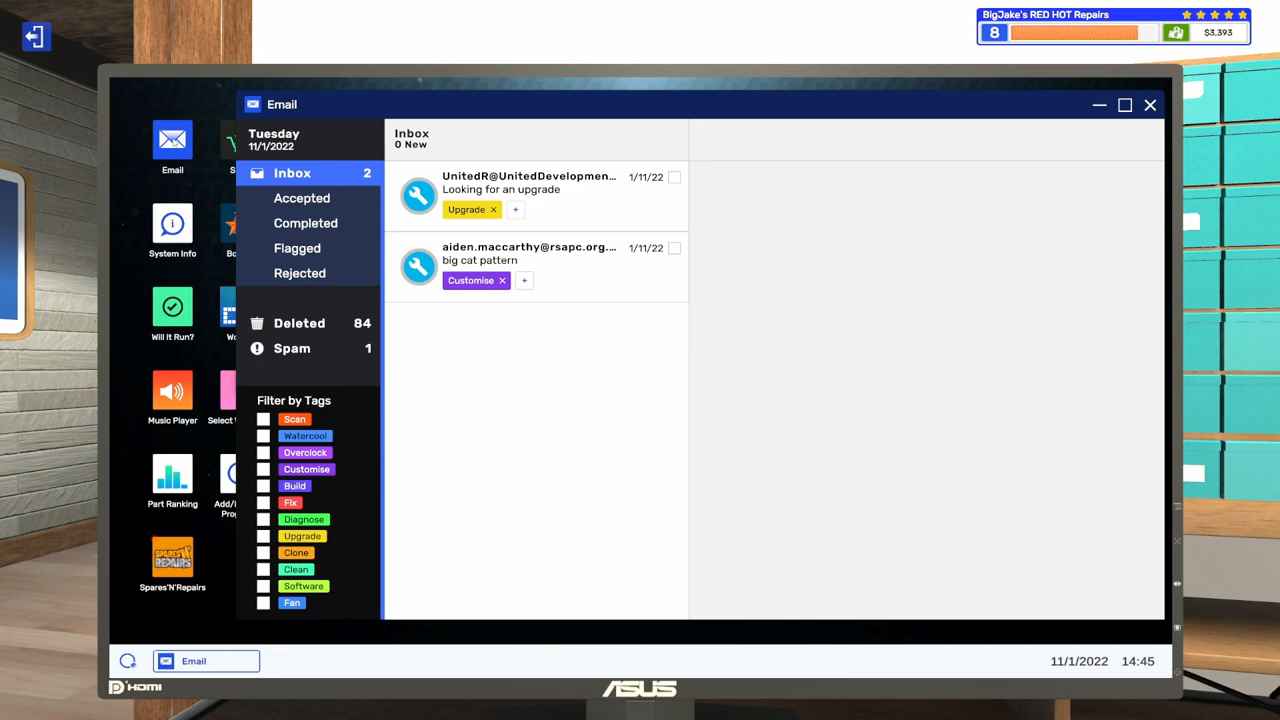 BigJake's RED HOT Repairs
8
$3,393
Email
Email
System Info
Will It Run?
Music Player
Select
Part Ranking
Spares'N'Repairs
SPARES N REPAIRS
Tuesday
11/1/2022
Inbox 2
Accepted
Completed
Flagged
Rejected
Deleted 84
Spam 1
Filter by Tags
Scan
Watercool
Overclock
Customise
Build
Fix
Diagnose
Upgrade
Clone
Clean
Software
Fan
Inbox
0 New
UnitedR@UnitedDevelopmen... 1/11/22
Looking for an upgrade
Upgrade × +
aiden.maccarthy@rsapc.org.... 1/11/22
big cat pattern
Customise × +
Email
11/1/2022 14:45
HDMI
ASUS